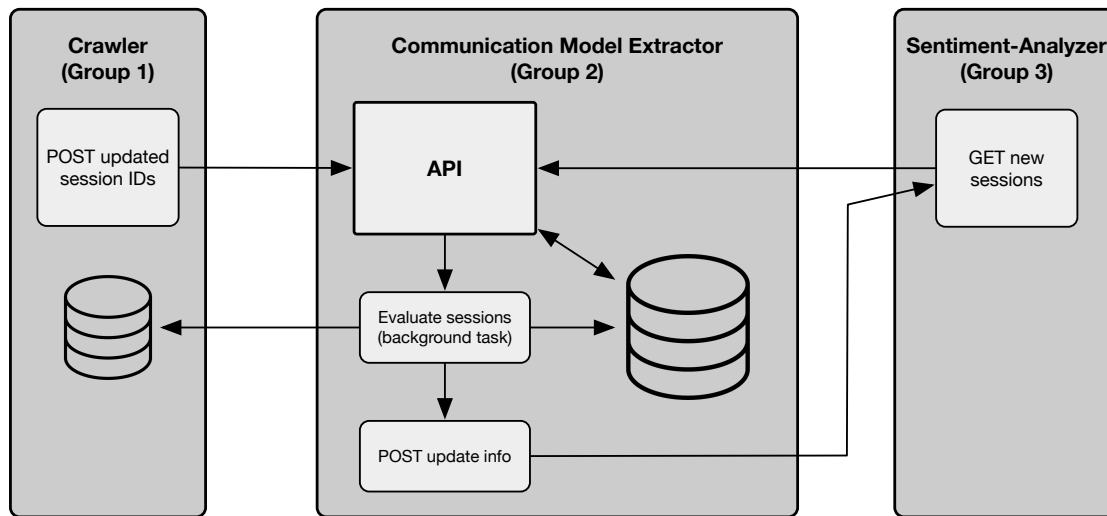 Crawler
(Group 1)
POST updated
session IDs
Communication Model Extractor
(Group 2)
API
Evaluate sessions
(background task)
POST update info
Sentiment-Analyzer
(Group 3)
GET new
sessions